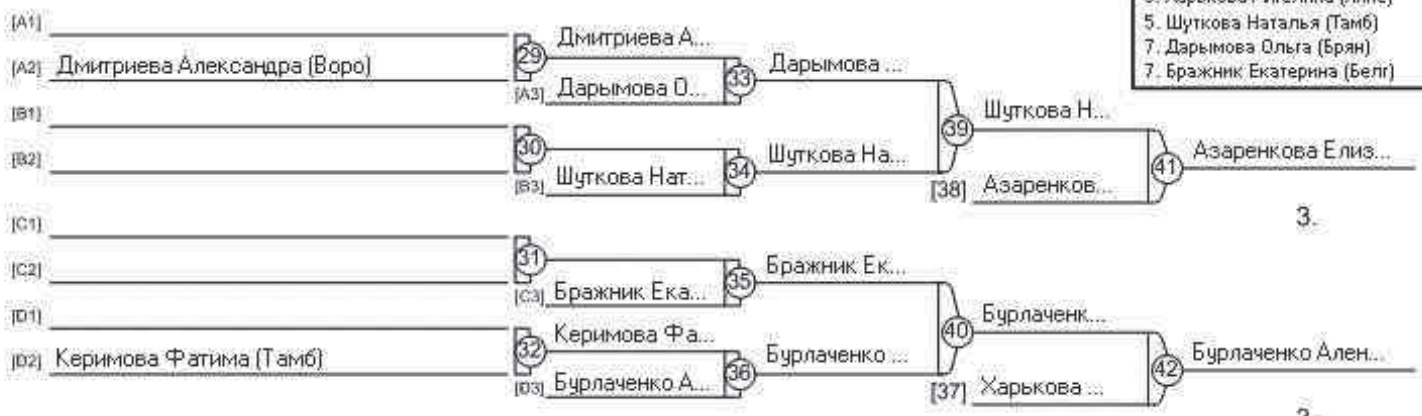 5. Шуткова Наталья (Тамб)
7. Дарымова Ольга (Брян)
7. Бражник Екатерина (Белг)
[A1]
[A2] Дмитриева Александра (Воро)
29
Дмитриева А...
[A3] Дарымова О...
33
Дарымова ...
[B1]
[B2]
30
[B3] Шуткова Нат...
34
Шуткова На...
39
Шуткова Н...
[38] Азаренков...
41
Азаренкова Елиз...
3.
[C1]
[C2]
31
[C3] Бражник Ека...
35
Бражник Ек...
[D1]
[D2] Керимова Фатима (Тамб)
32
Керимова Фа...
[D3] Бурлаченко А...
36
Бурлаченко ...
40
Бурлаченк...
[37] Харькова ...
42
Бурлаченко Ален...